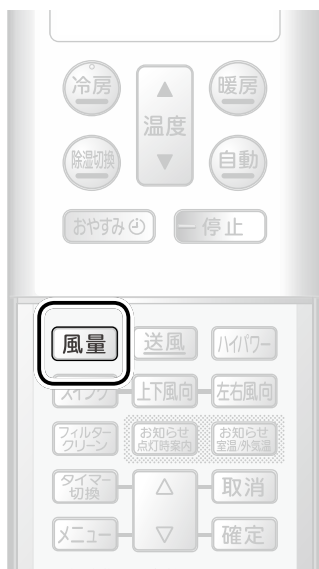 冷房
▲
暖房
温度
除湿切換
▼
自動
おやすみ
停止
風量
送風
ハイパワー
スイング
上下風向
左右風向
フィルター
クリーン
お知らせ
点灯時案内
お知らせ
室温/外気温
タイマー
切換
△
取消
メニュー
▽
確定